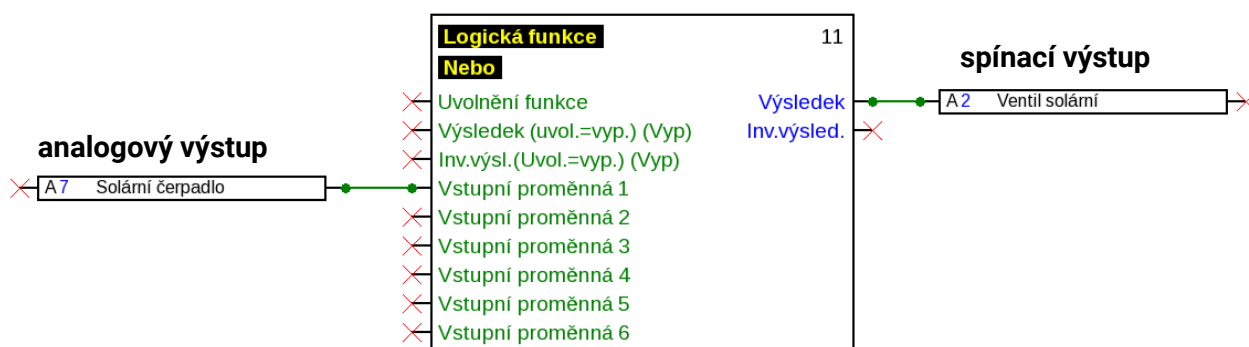 Logická funkce 11
Nebo
spínací výstup
Uvolnění funkce Výsledek A2 Ventil solární
Výsledek (uvol.=vyp.) (Vyp) Inv.výsled.
analogový výstup
Inv.výsl.(Uvol.=vyp.) (Vyp)
A7 Solární čerpadlo
Vstupní proměnná 1
Vstupní proměnná 2
Vstupní proměnná 3
Vstupní proměnná 4
Vstupní proměnná 5
Vstupní proměnná 6